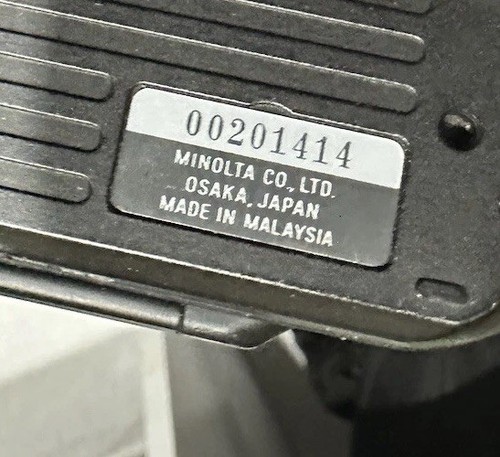 00201414
MINOLTA CO., LTD.
OSAKA, JAPAN
MADE IN MALAYSIA